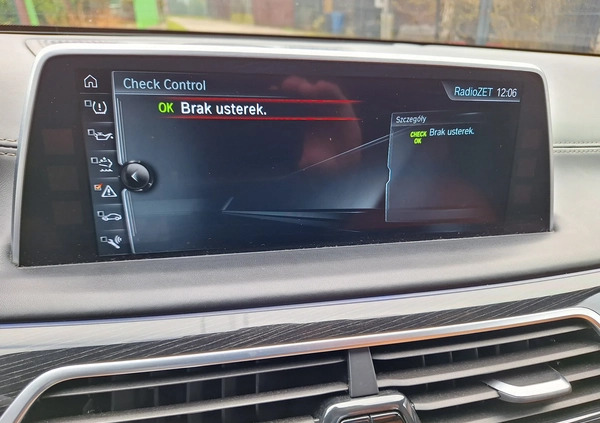 Check Control
RadioZET 12:06
OK Brak usterek.
Szczegóły
CHECK OK Brak usterek.